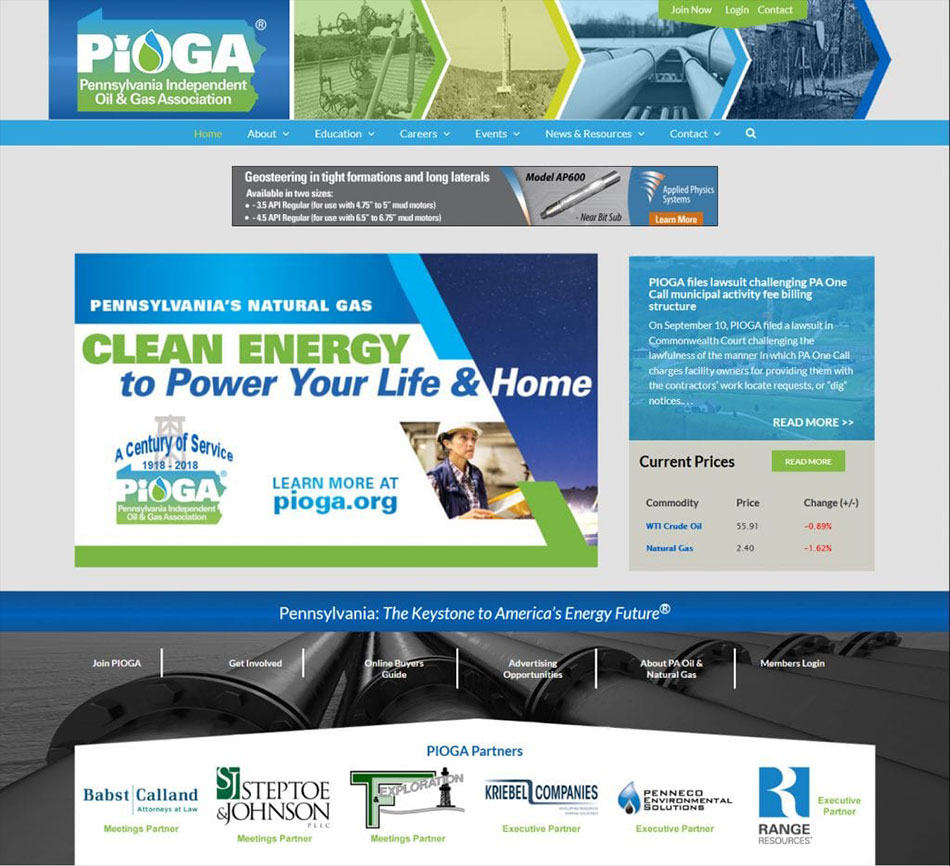 Join Now Login Contact
PiOGA ®
Pennsylvania Independent
Oil & Gas Association
Home About Education Careers Events News & Resources Contact
Geosteering in tight formations and long laterals
Available in two sizes:
• - 3.5 API Regular (for use with 4.75" to 5" mud motors)
• - 4.5 API Regular (for use with 6.5" to 6.75" mud motors)
Model AP600
- Near Bit Sub
Applied Physics
Systems
Learn More
PENNSYLVANIA'S NATURAL GAS
CLEAN ENERGY
to Power Your Life & Home
A Century of Service
1918 - 2018
PiOGA ®
Pennsylvania Independent
Oil & Gas Association
LEARN MORE AT
pioga.org
PIOGA files lawsuit challenging PA One
Call municipal activity fee billing
structure
On September 10, PIOGA filed a lawsuit in
Commonwealth Court challenging the
lawfulness of the manner in which PA One Call
charges facility owners for providing them with
the contractors' work locate requests, or "dig"
notices. . . .
READ MORE >>
Current Prices READ MORE
Commodity Price Change (+/-)
WTI Crude Oil 55.91 -0.89%
Natural Gas 2.40 -1.62%
Pennsylvania: The Keystone to America's Energy Future®
Join PIOGA
Get Involved
Online Buyers
Guide
Advertising
Opportunities
About PA Oil &
Natural Gas
Members Login
PIOGA Partners
Babst Calland
Attorneys at Law
Meetings Partner
SJ STEPTOE
& JOHNSON
PLLC
Meetings Partner
T&F EXPLORATION
Meetings Partner
KRIEBEL COMPANIES
Executive Partner
PENNECO
ENVIRONMENTAL
SOLUTIONS
Executive Partner
R
RANGE
RESOURCES
Executive
Partner